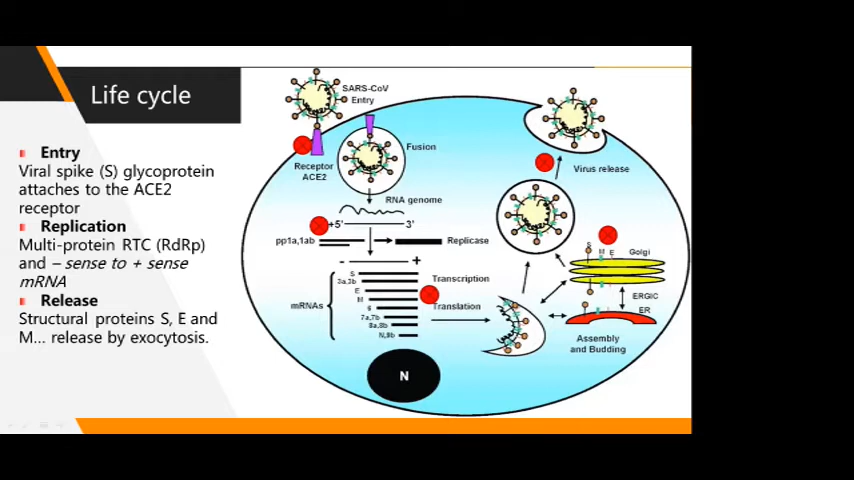 Life cycle
Entry
Viral spike (S) glycoprotein
attaches to the ACE2
receptor
Replication
Multi-protein RTC (RdRp)
and – sense to + sense
mRNA
Release
Structural proteins S, E and
M... release by exocytosis.
SARS-CoV
Entry
Receptor
ACE2
Fusion
RNA genome
+5' 3'
pp1a,1ab
Replicase
- +
Transcription
mRNAs
S
3a,3b
E
M
6
7a,7b
8a,8b
N,9b
Translation
N
Virus release
S
M
E
Golgi
ERGIC
ER
Assembly
and Budding